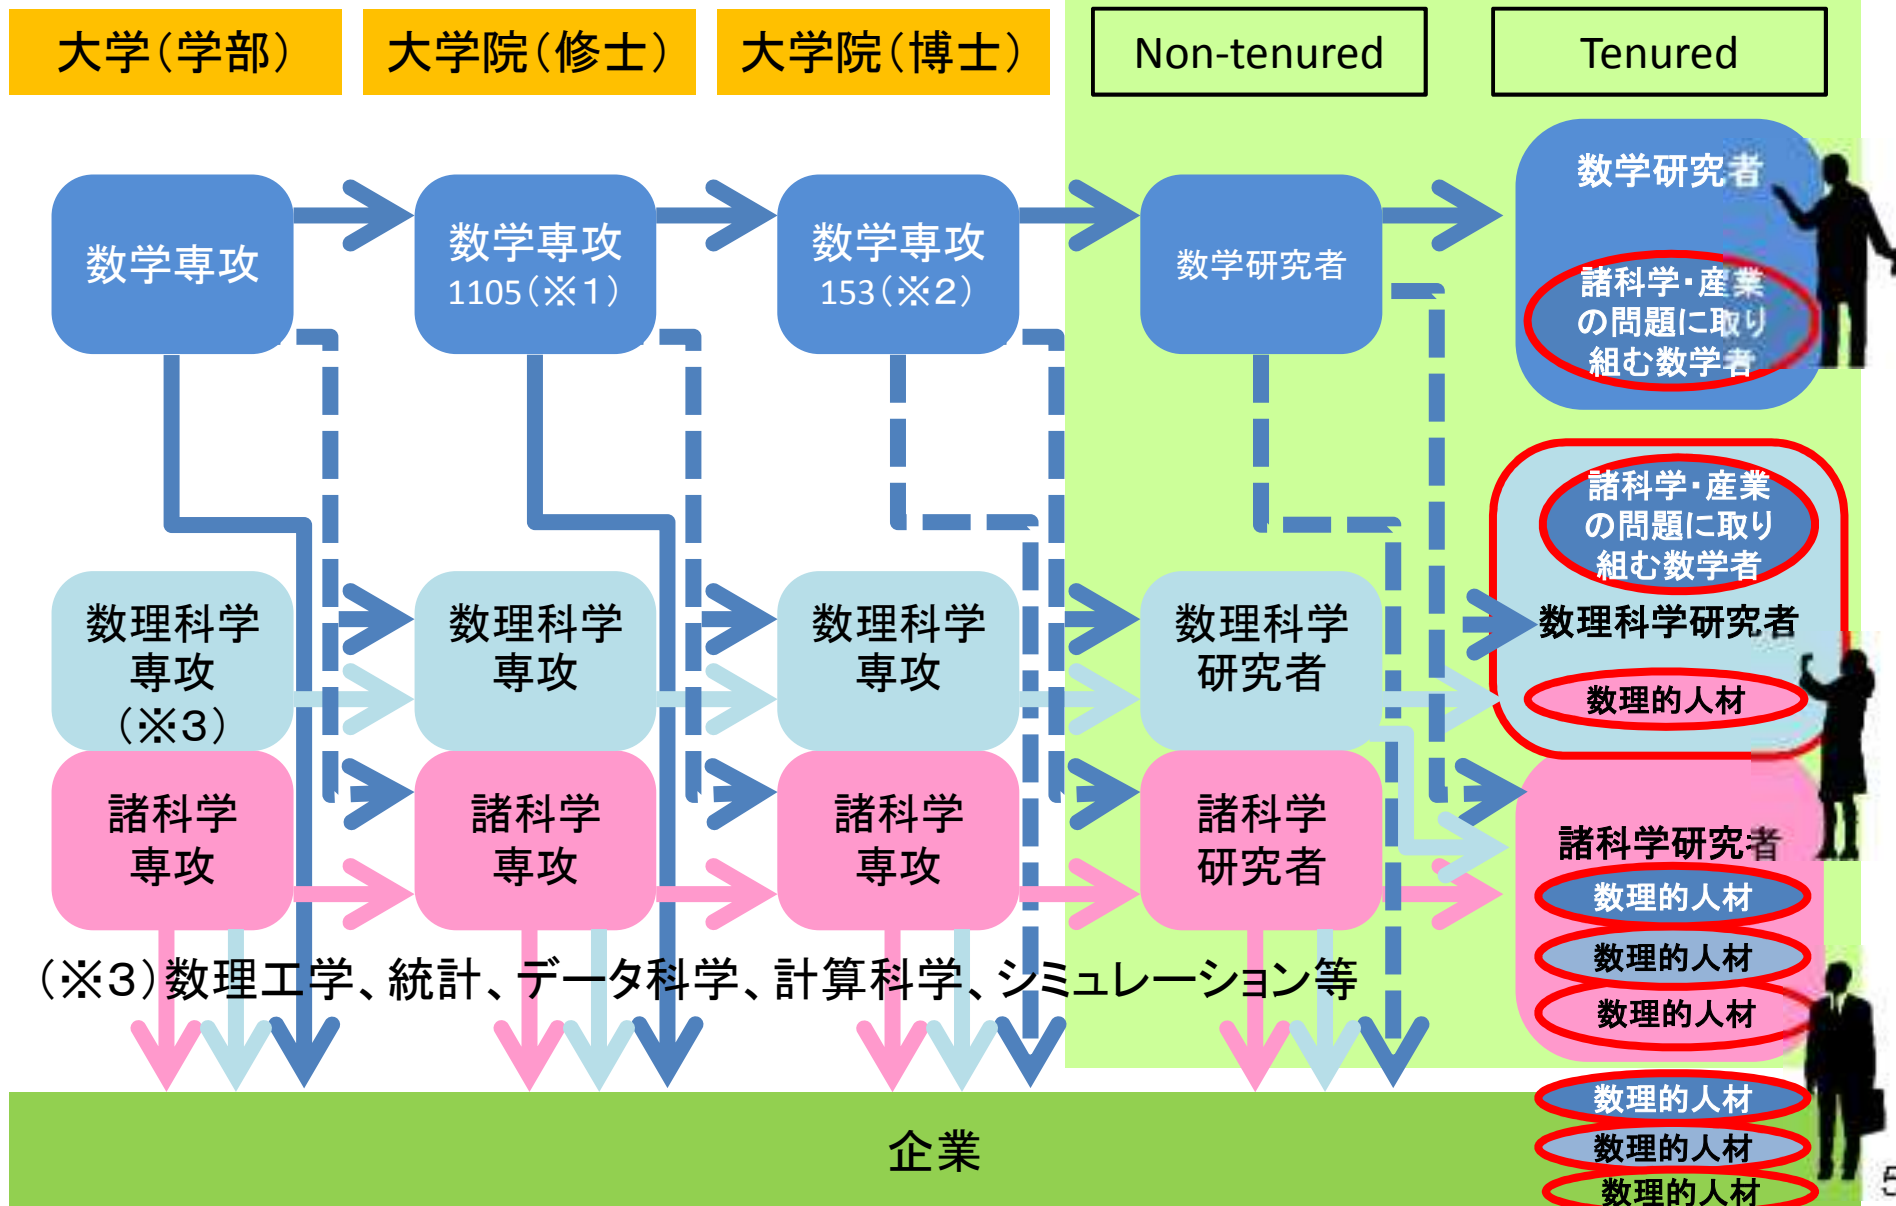 大学（学部）
大学院（修士）
大学院（博士）
Non-tenured
Tenured
数学専攻
数学専攻
1105（※１）
数学専攻
153（※２）
数学研究者
数学研究者
諸科学・産業
の問題に取り
組む数学者
諸科学・産業
の問題に取り
組む数学者
数理科学研究者
数理的人材
数理科学
専攻
（※３）
数理科学
専攻
数理科学
専攻
数理科学
研究者
諸科学
専攻
諸科学
専攻
諸科学
専攻
諸科学
研究者
諸科学研究者
数理的人材
数理的人材
数理的人材
（※３）数理工学、統計、データ科学、計算科学、シミュレーション等
企業
数理的人材
数理的人材
数理的人材
5